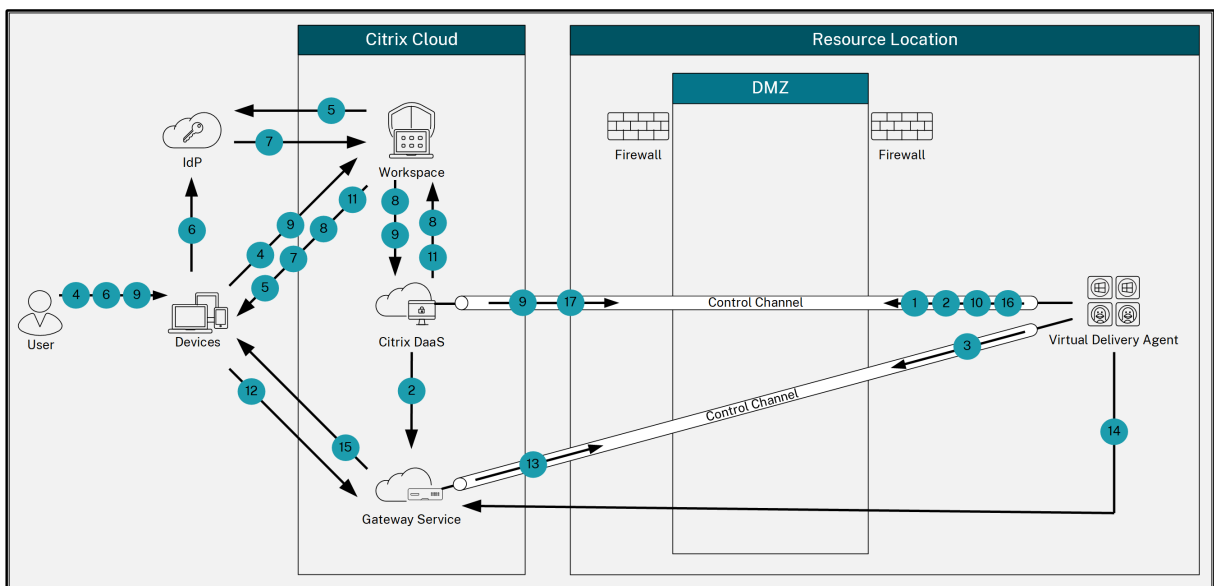 Citrix Cloud
Resource Location
DMZ
5
7
IdP
Workspace
Firewall
Firewall
11
8
8
9
8
9
7
4
11
5
6
4 6 9
User
Devices
Citrix DaaS
9 17
Control Channel
1 2 10 16
Virtual Delivery Agent
3
2
12
Control Channel
15
13
14
Gateway Service